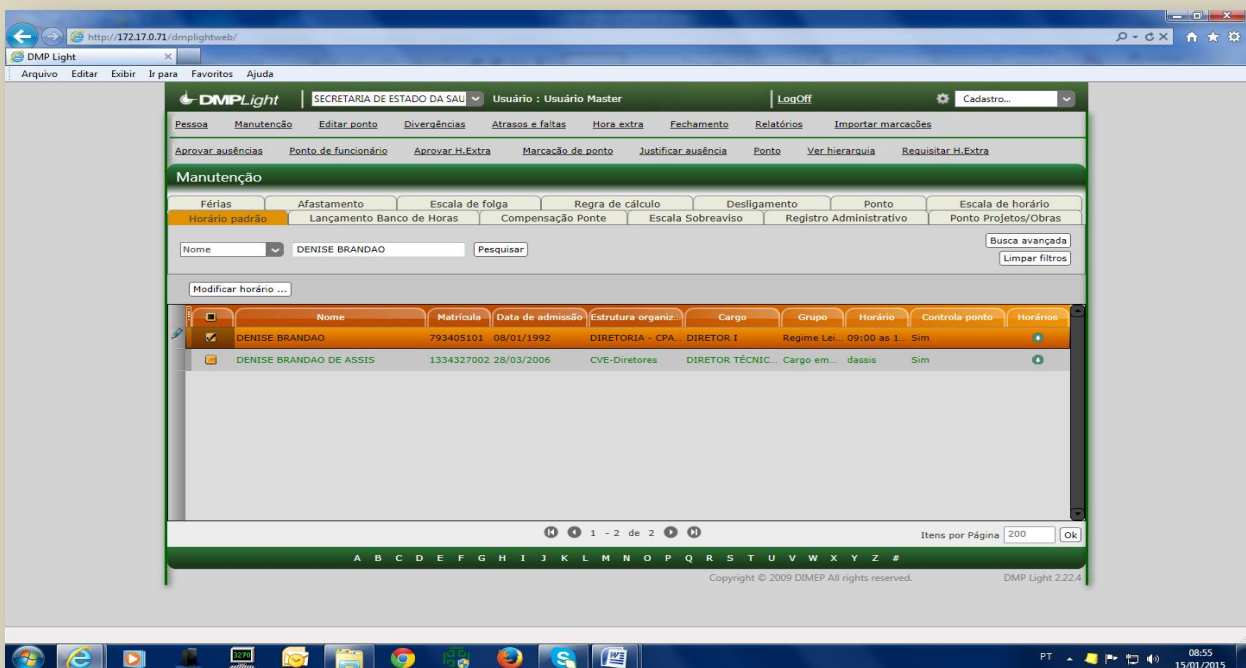 http://172.17.0.71/dmplightweb/
DMP Light
Arquivo Editar Exibir Ir para Favoritos Ajuda
DMPLight SECRETARIA DE ESTADO DA SAU Usuário : Usuário Master LogOff Cadastro...
Pessoa Manutenção Editar ponto Divergências Atrasos e faltas Hora extra Fechamento Relatórios Importar marcações
Aprovar ausências Ponto de funcionário Aprovar H.Extra Marcação de ponto Justificar ausência Ponto Ver hierarquia Requisitar H.Extra
Manutenção
Férias Afastamento Escala de folga Regra de cálculo Desligamento Ponto Escala de horário
Horário padrão Lançamento Banco de Horas Compensação Ponte Escala Sobreaviso Registro Administrativo Ponto Projetos/Obras
Nome DENISE BRANDAO Pesquisar Busca avançada
Limpar filtros
Modificar horário ...
Nome Matrícula Data de admissão Estrutura organiz... Cargo Grupo Horário Controla ponto Horários
DENISE BRANDAO 793405101 08/01/1992 DIRETORIA - CPA... DIRETOR I Regime Lei... 09:00 as 1... Sim
DENISE BRANDAO DE ASSIS 1334327002 28/03/2006 CVE-Diretores DIRETOR TÉCNIC... Cargo em... dassis Sim
1 - 2 de 2 Itens por Página 200 Ok
A B C D E F G H I J K L M N O P Q R S T U V W X Y Z #
Copyright © 2009 DIMEP All rights reserved. DMP Light 2.22.4
PT 08:55
15/01/2015